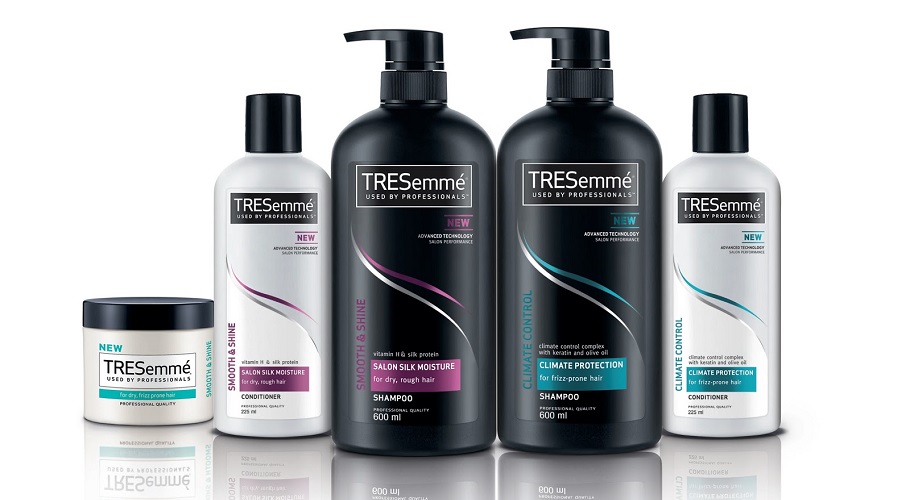 NEW
TRESemmé
USED BY PROFESSIONALS
for dry, frizz prone hair
PROFESSIONAL QUALITY
SMOOTH & SHINE
TRESemmé
USED BY PROFESSIONALS™
NEW
ADVANCED TECHNOLOGY
SALON PERFORMANCE
SMOOTH & SHINE
vitamin H & silk protein
SALON SILK MOISTURE
for dry, rough hair
CONDITIONER
PROFESSIONAL QUALITY
225 ml
TRESemmé
USED BY PROFESSIONALS™
NEW
ADVANCED TECHNOLOGY
SALON PERFORMANCE
SMOOTH & SHINE
vitamin H & silk protein
SALON SILK MOISTURE
for dry, rough hair
SHAMPOO
PROFESSIONAL QUALITY
600 ml
TRESemmé
USED BY PROFESSIONALS™
NEW
ADVANCED TECHNOLOGY
SALON PERFORMANCE
CLIMATE CONTROL
climate control complex
with keratin and olive oil
CLIMATE PROTECTION
for frizz-prone hair
SHAMPOO
PROFESSIONAL QUALITY
600 ml
TRESemmé
USED BY PROFESSIONALS™
NEW
ADVANCED TECHNOLOGY
SALON PERFORMANCE
CLIMATE CONTROL
climate control complex
with keratin and olive oil
CLIMATE PROTECTION
for frizz-prone hair
CONDITIONER
PROFESSIONAL QUALITY
225 ml